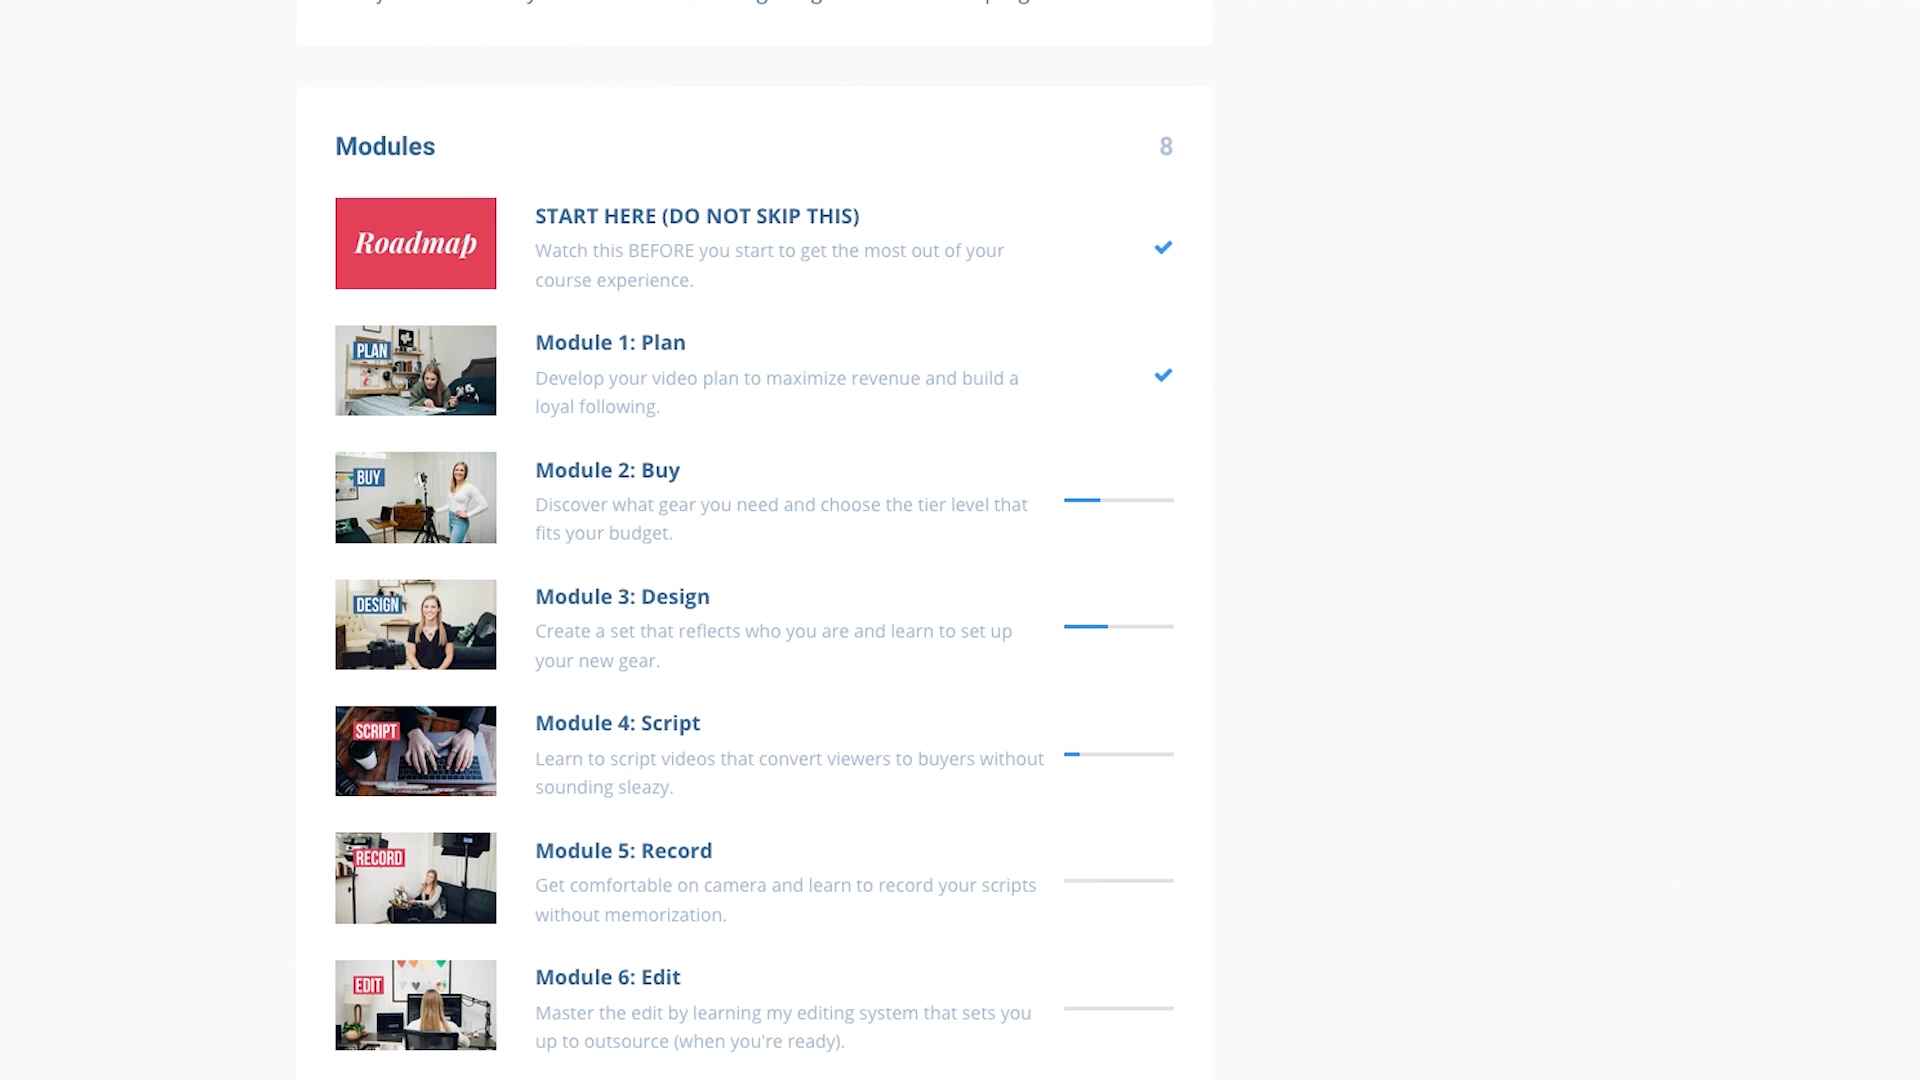 Modules
8
Roadmap
START HERE (DO NOT SKIP THIS)
Watch this BEFORE you start to get the most out of your
course experience.
PLAN
Module 1: Plan
Develop your video plan to maximize revenue and build a
loyal following.
BUY
Module 2: Buy
Discover what gear you need and choose the tier level that
fits your budget.
DESIGN
Module 3: Design
Create a set that reflects who you are and learn to set up
your new gear.
SCRIPT
Module 4: Script
Learn to script videos that convert viewers to buyers without
sounding sleazy.
RECORD
Module 5: Record
Get comfortable on camera and learn to record your scripts
without memorization.
EDIT
Module 6: Edit
Master the edit by learning my editing system that sets you
up to outsource (when you're ready).